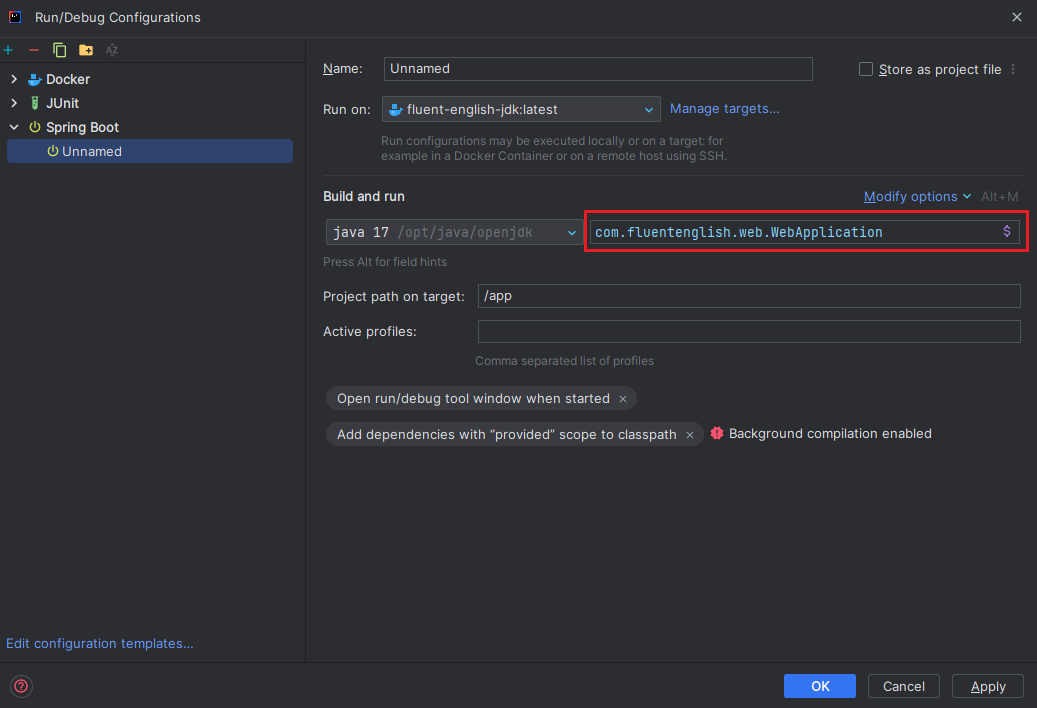 Run/Debug Configurations
Docker
JUnit
Spring Boot
Unnamed
Edit configuration templates...
Name:
Unnamed
Store as project file
Run on:
fluent-english-jdk:latest
Manage targets...
Run configurations may be executed locally or on a target: for
example in a Docker Container or on a remote host using SSH.
Build and run
Modify options
Alt+M
java 17 /opt/java/openjdk
com.fluentenglish.web.WebApplication
$
Press Alt for field hints
Project path on target:
/app
Active profiles:
Comma separated list of profiles
Open run/debug tool window when started ×
Add dependencies with “provided” scope to classpath ×
Background compilation enabled
OK
Cancel
Apply